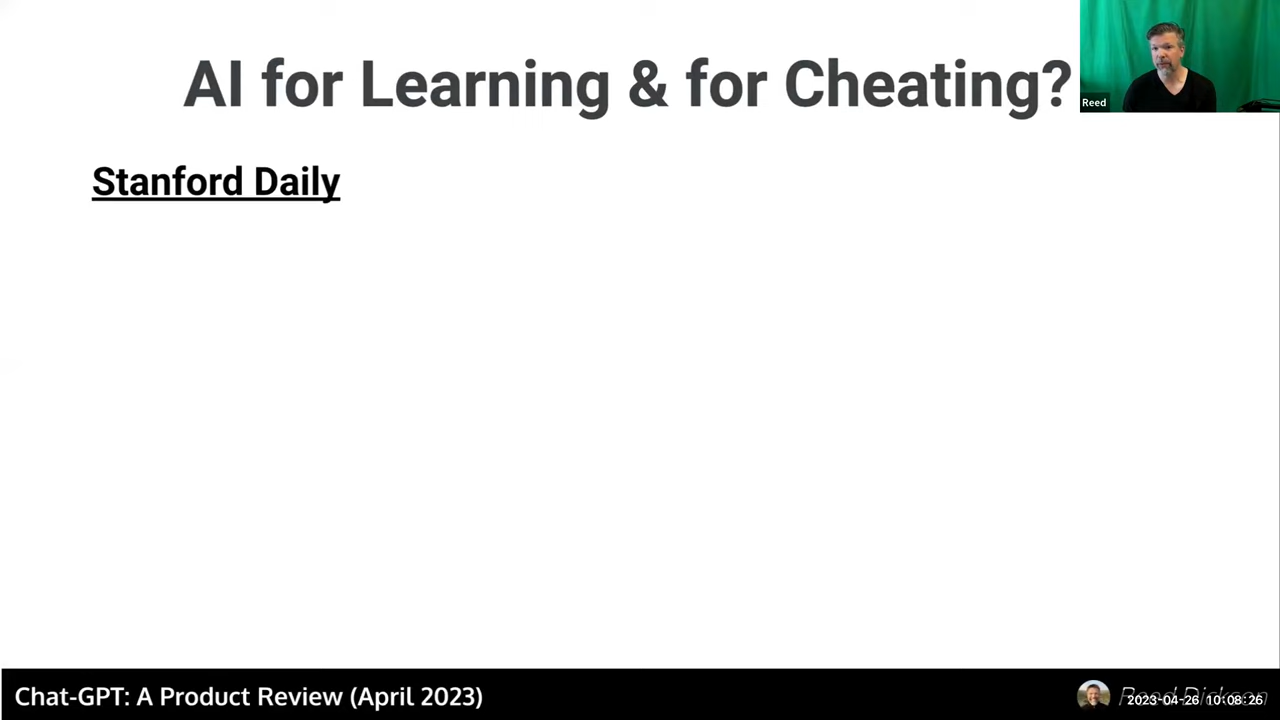 AI for Learning & for Cheating?
Reed
Stanford Daily
Chat-GPT: A Product Review (April 2023)
2023-04-26 10:08:26